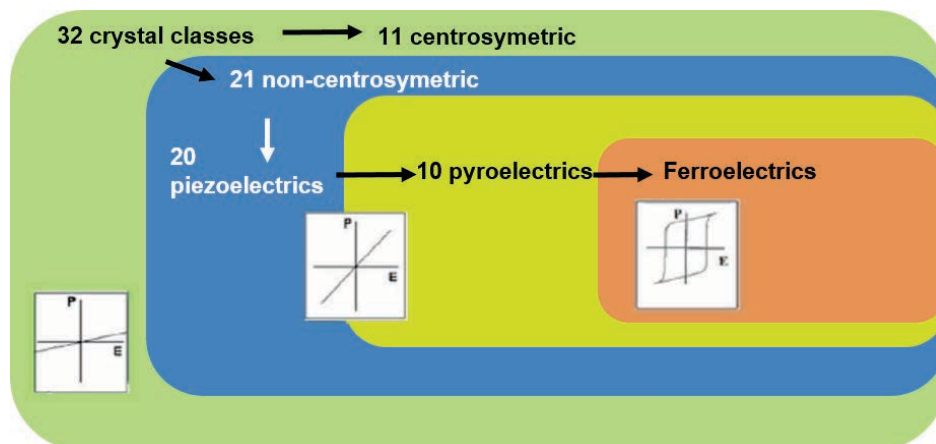 32 crystal classes
11 centrosymetric
21 non-centrosymetric
20
piezoelectrics
10 pyroelectrics
Ferroelectrics
P
E
P
E
P
E